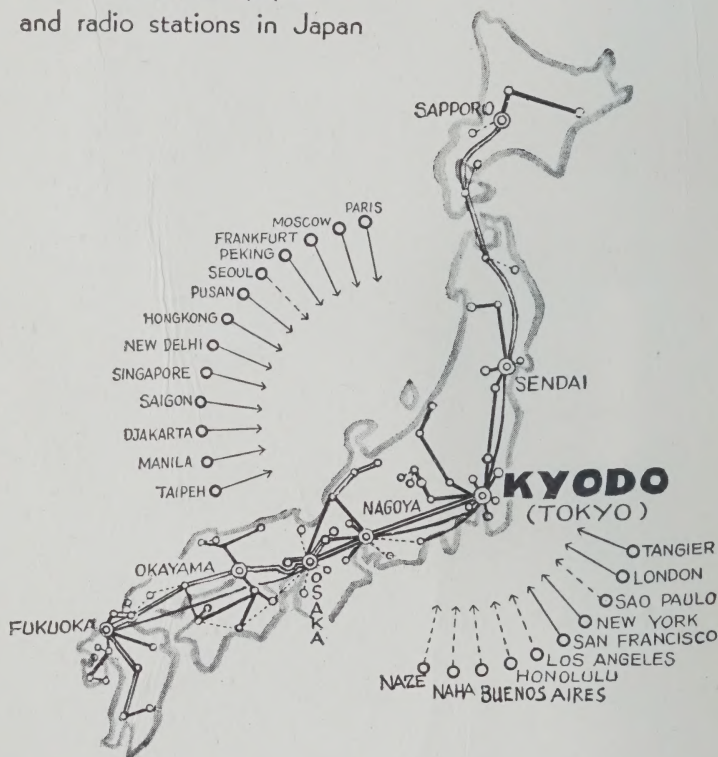 and radio stations in Japan
SAPPORO
PARIS
MOSCOW
FRANKFURT
PEKING
SEOUL
PUSAN
HONGKONG
NEW DELHI
SINGAPORE
SAIGON
DJAKARTA
MANILA
TAIPEH
SENDAI
KYODO
(TOKYO)
NAGOYA
OKAYAMA
OSAKA
FUKUOKA
TANGIER
LONDON
SAO PAULO
NEW YORK
SAN FRANCISCO
LOS ANGELES
HONOLULU
BUENOS AIRES
NAHA
NAZE